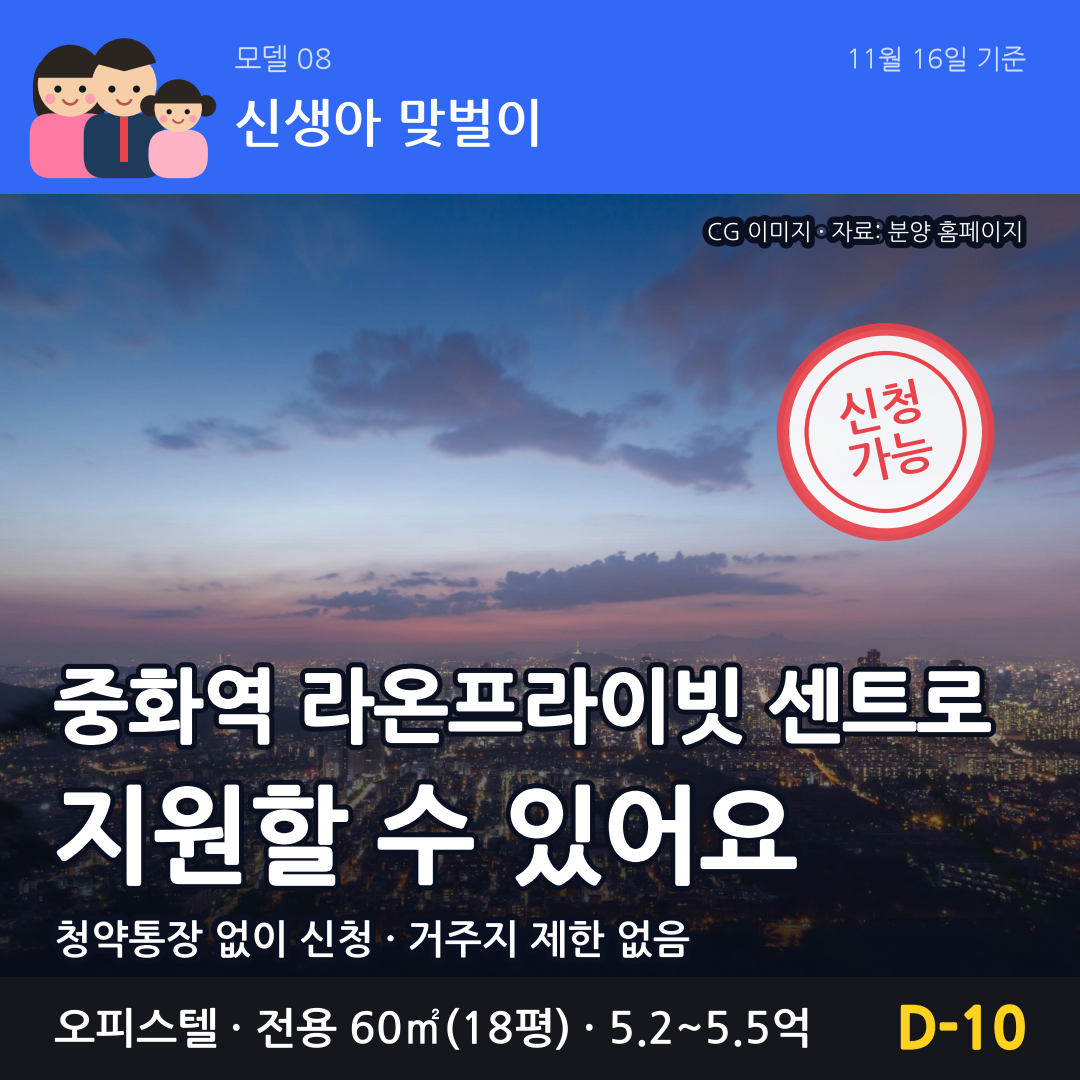 모델 08
11월 16일 기준
신생아 맞벌이
CG 이미지 · 자료: 분양 홈페이지
신청
가능
중화역 라온프라이빗 센트로
지원할 수 있어요
청약통장 없이 신청 · 거주지 제한 없음
오피스텔 · 전용 60㎡(18평) · 5.2~5.5억
D-10